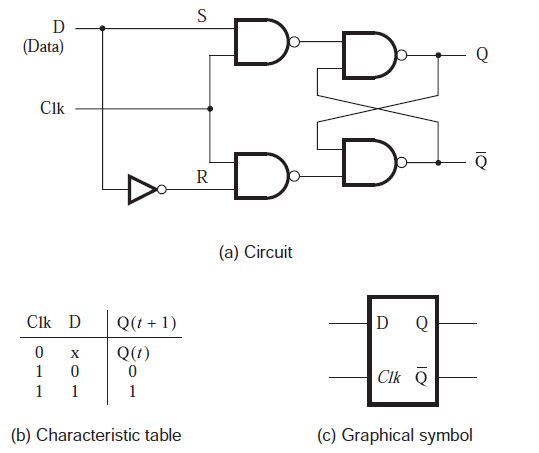 S
D
(Data)
Q
Clk
R
Q̅
(a) Circuit
Clk D Q(t + 1)
0 x Q(t)
1 0 0
1 1 1
(b) Characteristic table
D Q
Clk Q̅
(c) Graphical symbol